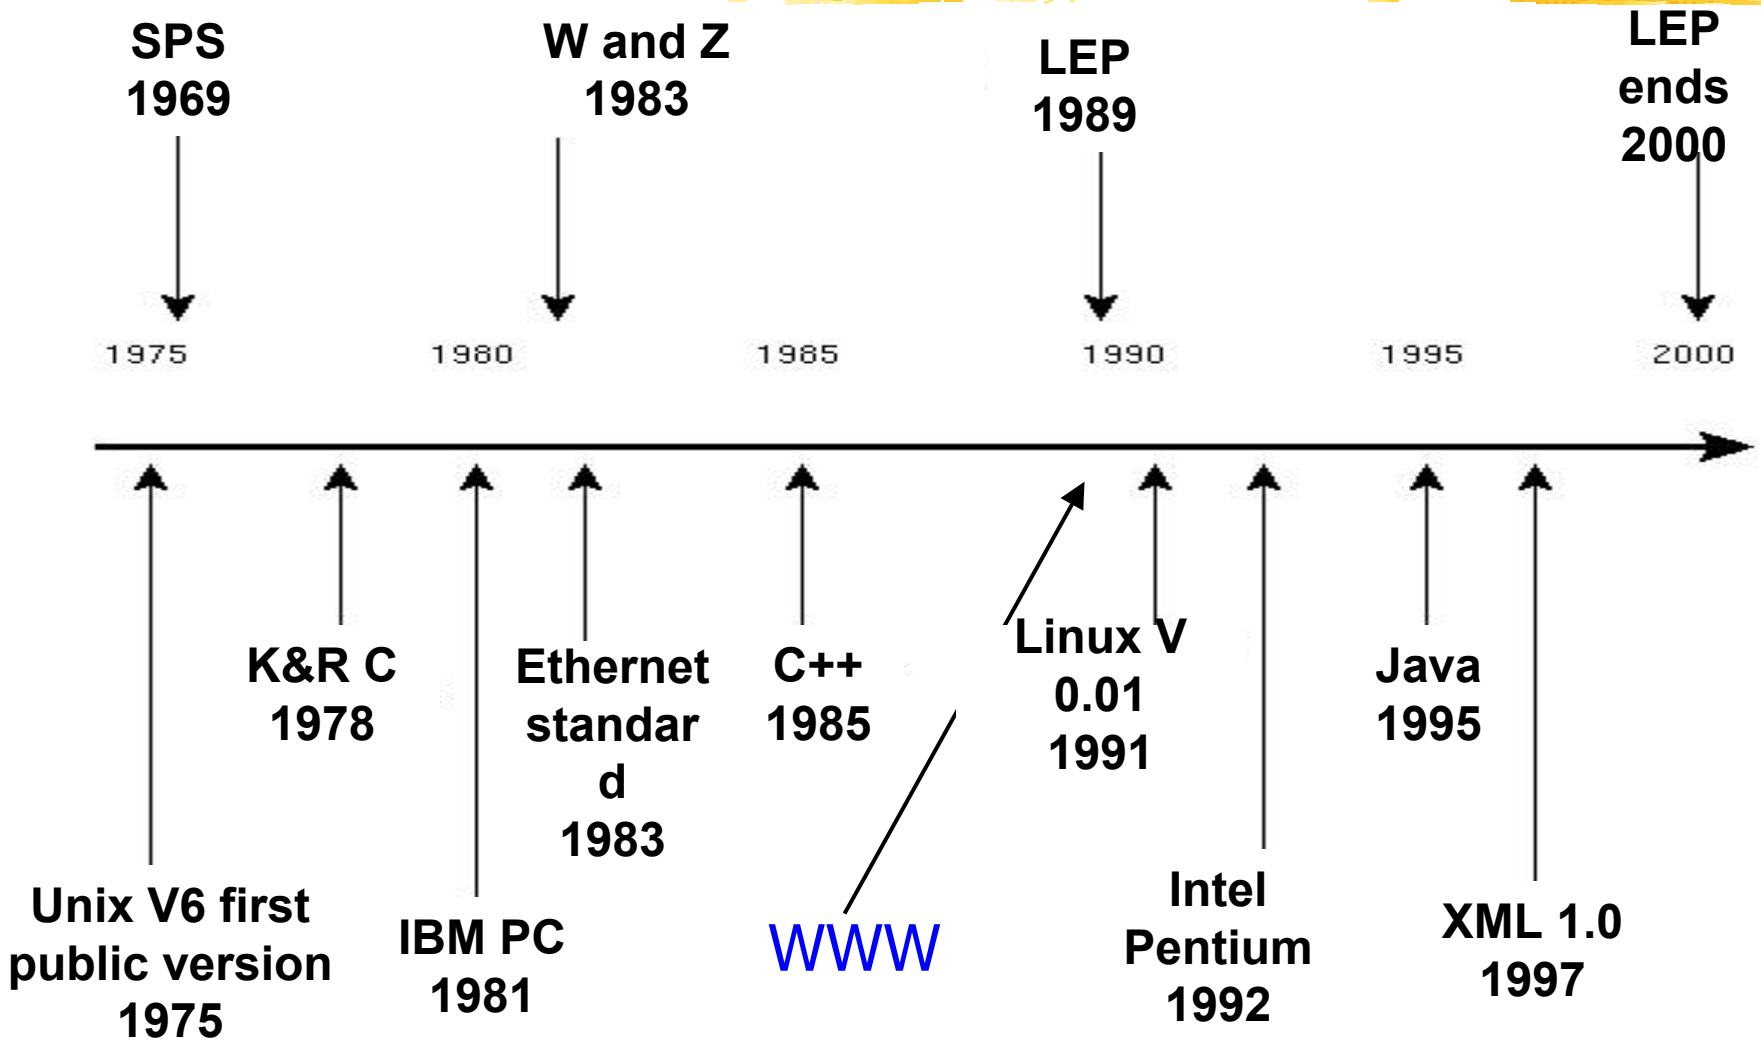 SPS
1969
W and Z
1983
LEP
1989
LEP
ends
2000
1975
1980
1985
1990
1995
2000
K&R C
1978
Ethernet
standar
d
1983
C++
1985
Linux V
0.01
1991
Java
1995
Unix V6 first
public version
1975
IBM PC
1981
WWW
Intel
Pentium
1992
XML 1.0
1997